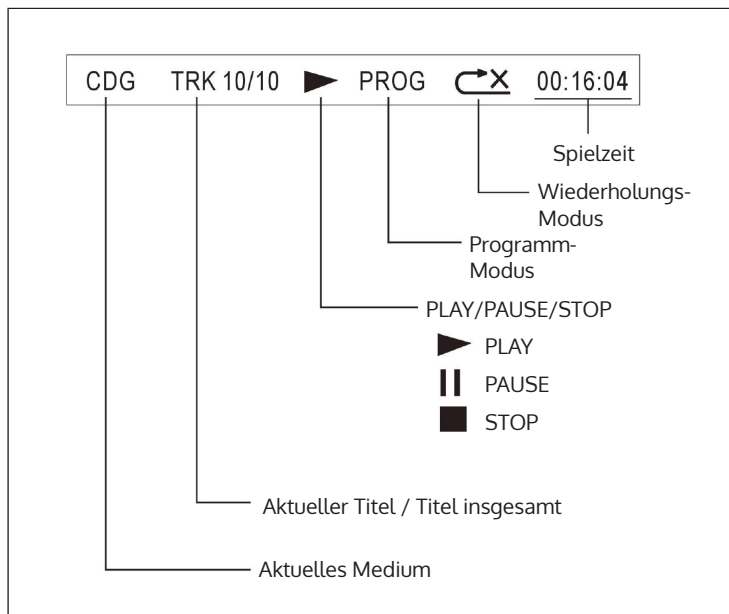 CDG TRK 10/10 PROG 00:16:04
Spielzeit
Wiederholungs-
Modus
Programm-
Modus
PLAY/PAUSE/STOP
PLAY
PAUSE
STOP
Aktueller Titel / Titel insgesamt
Aktuelles Medium